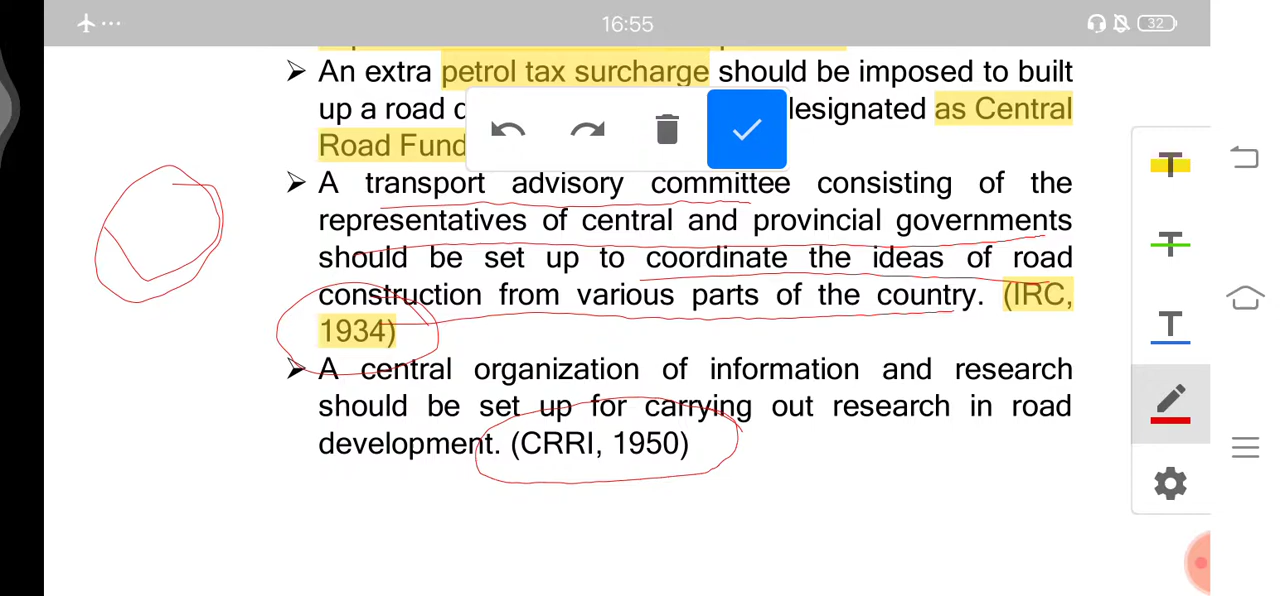 16:55
32
➢ An extra petrol tax surcharge should be imposed to built
up a road designated as Central
Road Fund
➢ A transport advisory committee consisting of the
representatives of central and provincial governments
should be set up to coordinate the ideas of road
construction from various parts of the country. (IRC,
1934)
➢ A central organization of information and research
should be set up for carrying out research in road
development. (CRRI, 1950)
T
T
T